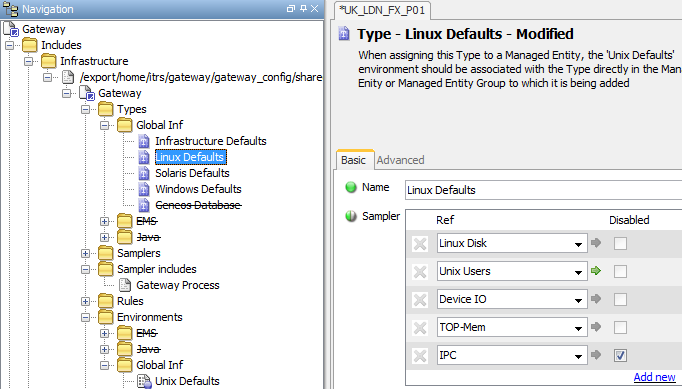 Navigation
Gateway
Includes
Infrastructure
/export/home/itrs/gateway/gateway_config/share
Gateway
Types
Global Inf
Infrastructure Defaults
Linux Defaults
Solaris Defaults
Windows Defaults
Geneos Database
EMS
Java
Samplers
Sampler includes
Gateway Process
Rules
Environments
EMS
Java
Global Inf
Unix Defaults
*UK_LDN_FX_P01
Type - Linux Defaults - Modified
When assigning this Type to a Managed Entity, the 'Unix Defaults'
environment should be associated with the Type directly in the Man
Enity or Managed Entity Group to which it is being added
Basic Advanced
Name Linux Defaults
Sampler Ref Disabled
Linux Disk
Unix Users
Device IO
TOP-Mem
IPC
Add new